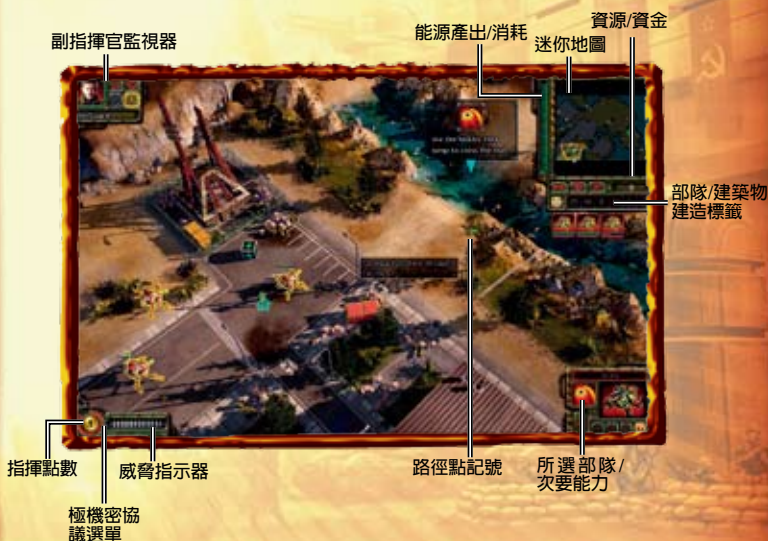 資源/資金
能源產出/消耗
迷你地圖
副指揮官監視器
部隊/建築物
建造標籤
指揮點數
威脅指示器
路徑點記號
所選部隊/
次要能力
極機密協
議選單